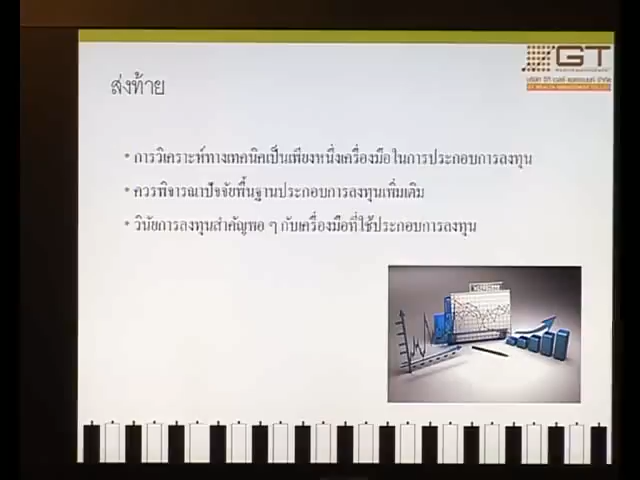 GT
ส่งท้าย
• การวิเคราะห์ทางเทคนิคเป็นเพียงหนึ่งเครื่องมือในการประกอบการลงทุน
• ควรพิจารณาปัจจัยพื้นฐานประกอบการลงทุนเพิ่มเติม
• วินัยการลงทุนสำคัญพอ ๆ กับเครื่องมือที่ใช้ประกอบการลงทุน